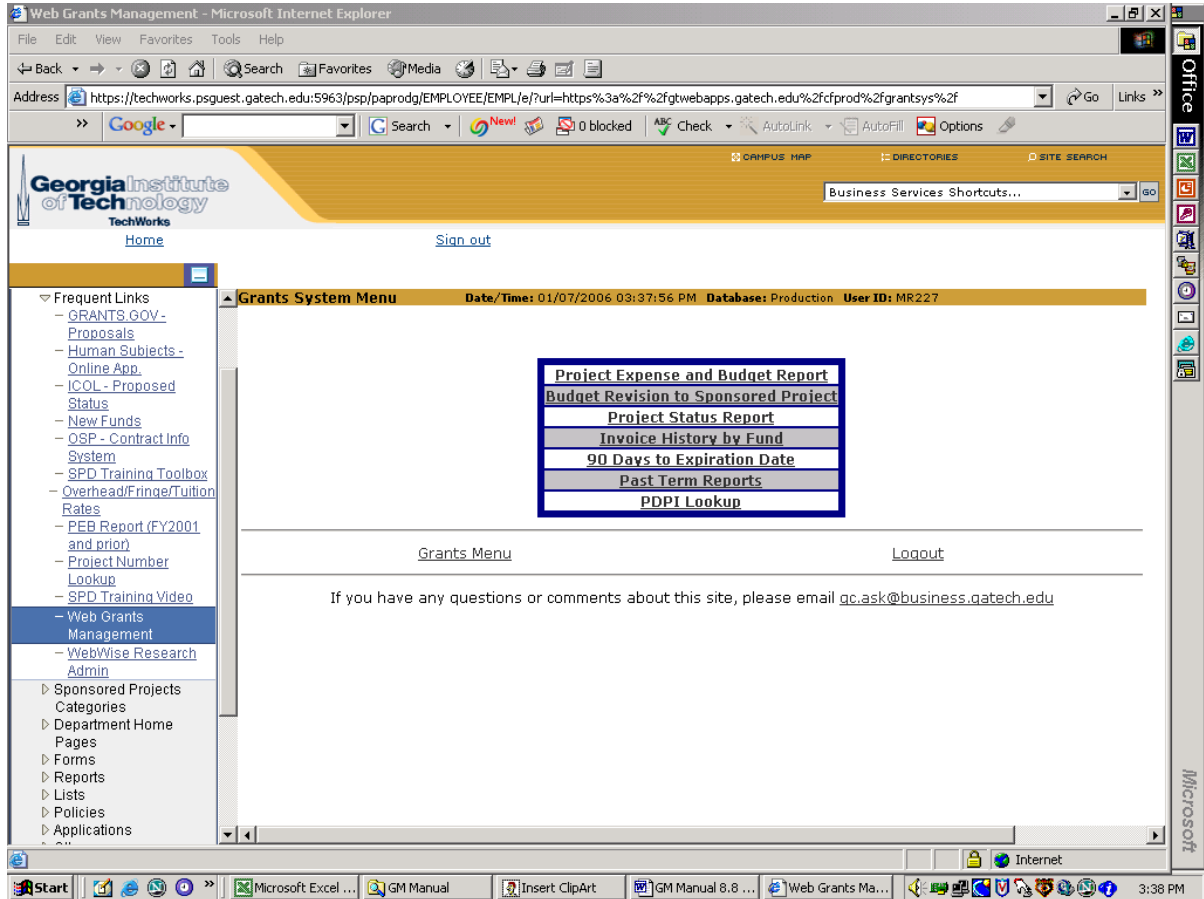 Web Grants Management - Microsoft Internet Explorer
File Edit View Favorites Tools Help
Back Search Favorites Media
Address https://techworks.psguest.gatech.edu:5963/psp/paprodg/EMPLOYEE/EMPL/e/?url=https%3a%2f%2fgtwebapps.gatech.edu%2fcfprod%2fgrantsys%2f Go Links »
» Google Search New! 0 blocked ABC Check AutoLink AutoFill Options
CAMPUS MAP DIRECTORIES SITE SEARCH
Georgia Institute
of Technology
TechWorks
Business Services Shortcuts... GO
Home Sign out
Frequent Links
– GRANTS.GOV -
Proposals
– Human Subjects -
Online App.
– ICOL - Proposed
Status
– New Funds
– OSP - Contract Info
System
– SPD Training Toolbox
– Overhead/Fringe/Tuition
Rates
– PEB Report (FY2001
and prior)
– Project Number
Lookup
– SPD Training Video
– Web Grants
Management
– WebWise Research
Admin
Sponsored Projects
Categories
Department Home
Pages
Forms
Reports
Lists
Policies
Applications
Grants System Menu Date/Time: 01/07/2006 03:37:56 PM Database: Production User ID: MR227
Project Expense and Budget Report
Budget Revision to Sponsored Project
Project Status Report
Invoice History by Fund
90 Days to Expiration Date
Past Term Reports
PDPI Lookup
Grants Menu Logout
If you have any questions or comments about this site, please email gc.ask@business.gatech.edu
Office
Microsoft
Internet
Start » Microsoft Excel ... GM Manual Insert ClipArt GM Manual 8.8 ... Web Grants Ma... 3:38 PM